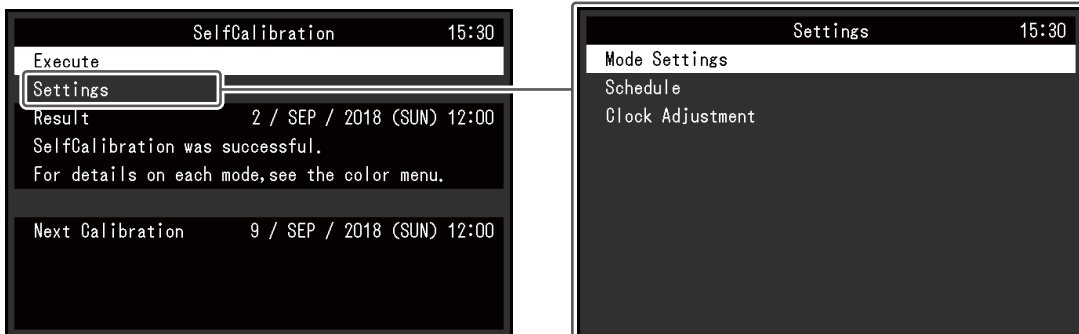 SelfCalibration 15:30
Execute
Settings
Result 2 / SEP / 2018 (SUN) 12:00
SelfCalibration was successful.
For details on each mode,see the color menu.
Next Calibration 9 / SEP / 2018 (SUN) 12:00
Settings 15:30
Mode Settings
Schedule
Clock Adjustment